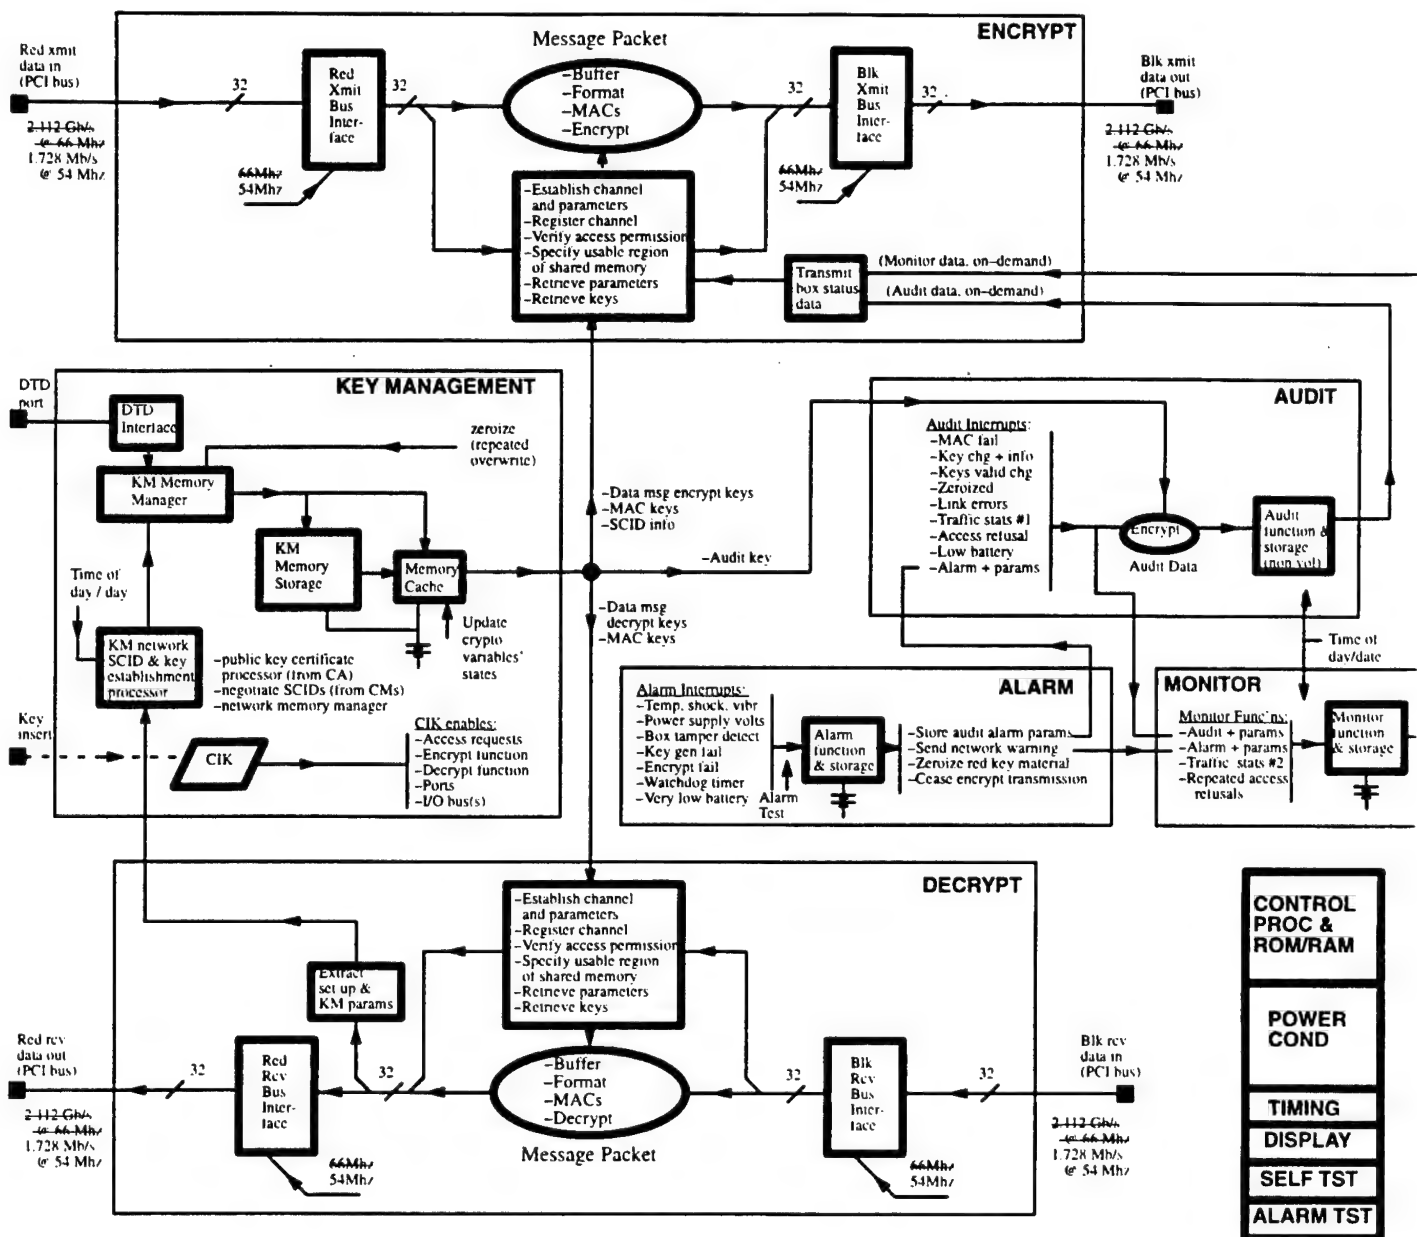 ENCRYPT
Message Packet
Red xmit
data in
(PCI bus)
2.112 Gb/s
@ 66 Mhz
1.728 Mb/s
@ 54 Mhz
32
Red
Xmit
Bus
Inter-
face
32
66Mhz
54Mhz
–Buffer
–Format
–MACs
–Encrypt
32
Blk
Xmit
Bus
Inter-
face
32
66Mhz
54Mhz
Blk xmit
data out
(PCI bus)
2.112 Gb/s
@ 66 Mhz
1.728 Mb/s
@ 54 Mhz
–Establish channel
and parameters
–Register channel
–Verify access permission
–Specify usable region
of shared memory
–Retrieve parameters
–Retrieve keys
Transmit
box status
data
(Monitor data, on–demand)
(Audit data, on–demand)
DTD
port
KEY MANAGEMENT
DTD
Interface
zeroize
(repeated
overwrite)
KM Memory
Manager
KM
Memory
Storage
Memory
Cache
Time of
day / day
Update
crypto
variables'
states
KM network
SCID & key
establishment
processor
–public key certificate
processor (from CA)
–negotiate SCIDs (from CMs)
–network memory manager
Key
insert
CIK
CIK enables:
–Access requests
–Encrypt function
–Decrypt function
–Ports
–I/O bus(s)
–Data msg encrypt keys
–MAC keys
–SCID info
–Audit key
–Data msg
decrypt keys
–MAC keys
AUDIT
Audit Interrupts:
–MAC fail
–Key chg + info
–Keys valid chg
–Zeroized
–Link errors
–Traffic stats #1
–Access refusal
–Low battery
–Alarm + params
Encrypt
Audit Data
Audit
function &
storage
(non vol)
Time of
day/date
ALARM
Alarm Interrupts:
–Temp, shock, vibr
–Power supply volts
–Box tamper detect
–Key gen fail
–Encrypt fail
–Watchdog timer
–Very low battery
Alarm
Test
Alarm
function
& storage
–Store audit alarm params
–Send network warning
–Zeroize red key material
–Cease encrypt transmission
MONITOR
Monitor Func'ns:
–Audit + params
–Alarm + params
–Traffic stats #2
–Repeated access
refusals
Monitor
function
& storage
DECRYPT
–Establish channel
and parameters
–Register channel
–Verify access permission
–Specify usable region
of shared memory
–Retrieve parameters
–Retrieve keys
Extract
set up &
KM params
Red rcv
data out
(PCI bus)
2.112 Gb/s
@ 66 Mhz
1.728 Mb/s
@ 54 Mhz
32
Red
Rcv
Bus
Inter-
face
32
66Mhz
54Mhz
–Buffer
–Format
–MACs
–Decrypt
Message Packet
32
Blk
Rcv
Bus
Inter-
face
32
66Mhz
54Mhz
Blk rcv
data in
(PCI bus)
2.112 Gb/s
@ 66 Mhz
1.728 Mb/s
@ 54 Mhz
CONTROL
PROC &
ROM/RAM
POWER
COND
TIMING
DISPLAY
SELF TST
ALARM TST